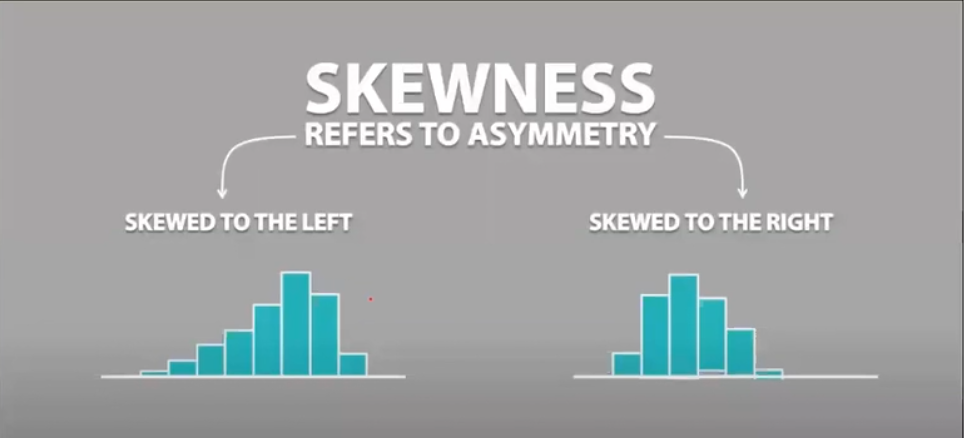 SKEWNESS
REFERS TO ASYMMETRY
SKEWED TO THE LEFT
SKEWED TO THE RIGHT